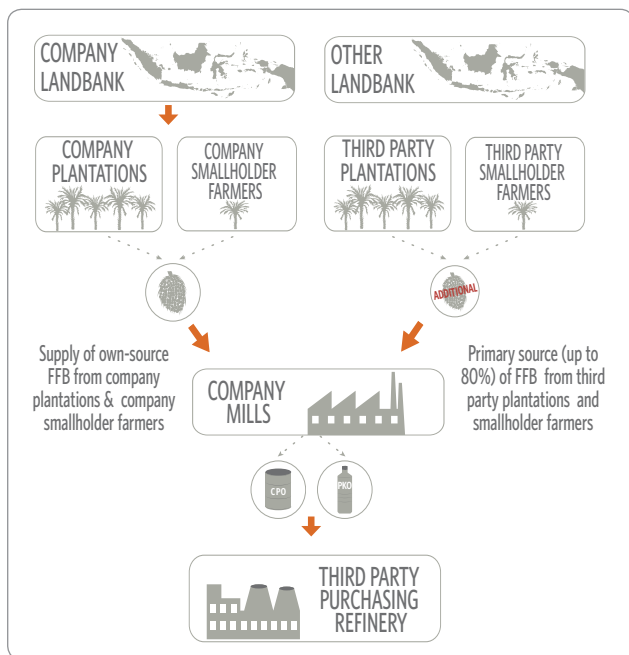 COMPANY
LANDBANK
OTHER
LANDBANK
COMPANY
PLANTATIONS
COMPANY
SMALLHOLDER
FARMERS
THIRD PARTY
PLANTATIONS
THIRD PARTY
SMALLHOLDER
FARMERS
ADDITIONAL
Supply of own-source
FFB from company
plantations & company
smallholder farmers
COMPANY
MILLS
Primary source (up to
80%) of FFB from third
party plantations and
smallholder farmers
CPO
PKO
THIRD PARTY
PURCHASING
REFINERY